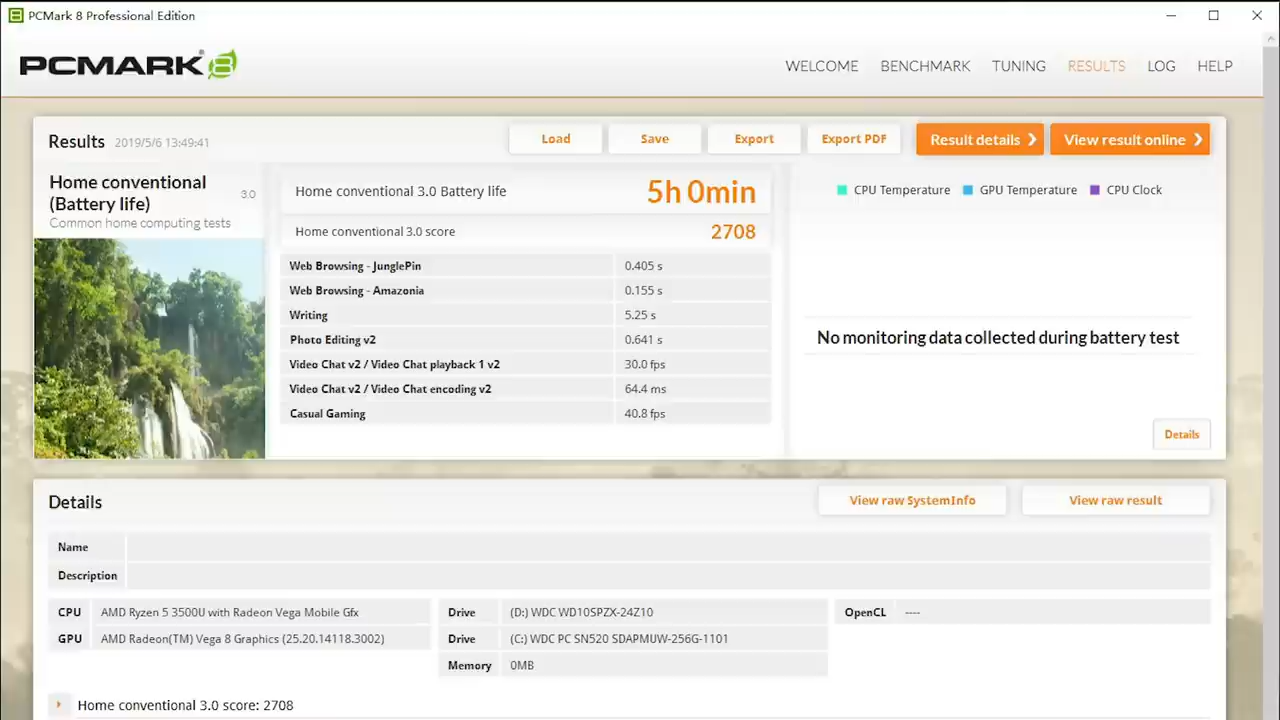 PCMark 8 Professional Edition
PCMARK® 8
WELCOME BENCHMARK TUNING RESULTS LOG HELP
Results 2019/5/6 13:49:41
Load Save Export Export PDF Result details View result online
Home conventional (Battery life) 3.0
Common home computing tests
Home conventional 3.0 Battery life 5h 0min
Home conventional 3.0 score 2708
Web Browsing - JunglePin 0.405 s
Web Browsing - Amazonia 0.155 s
Writing 5.25 s
Photo Editing v2 0.641 s
Video Chat v2 / Video Chat playback 1 v2 30.0 fps
Video Chat v2 / Video Chat encoding v2 64.4 ms
Casual Gaming 40.8 fps
CPU Temperature GPU Temperature CPU Clock
No monitoring data collected during battery test
Details
Details
View raw SystemInfo View raw result
Name
Description
CPU AMD Ryzen 5 3500U with Radeon Vega Mobile Gfx
GPU AMD Radeon(TM) Vega 8 Graphics (25.20.14118.3002)
Drive (D:) WDC WD10SPZX-24Z10
Drive (C:) WDC PC SN520 SDAPMUW-256G-1101
Memory 0MB
OpenCL ----
Home conventional 3.0 score: 2708